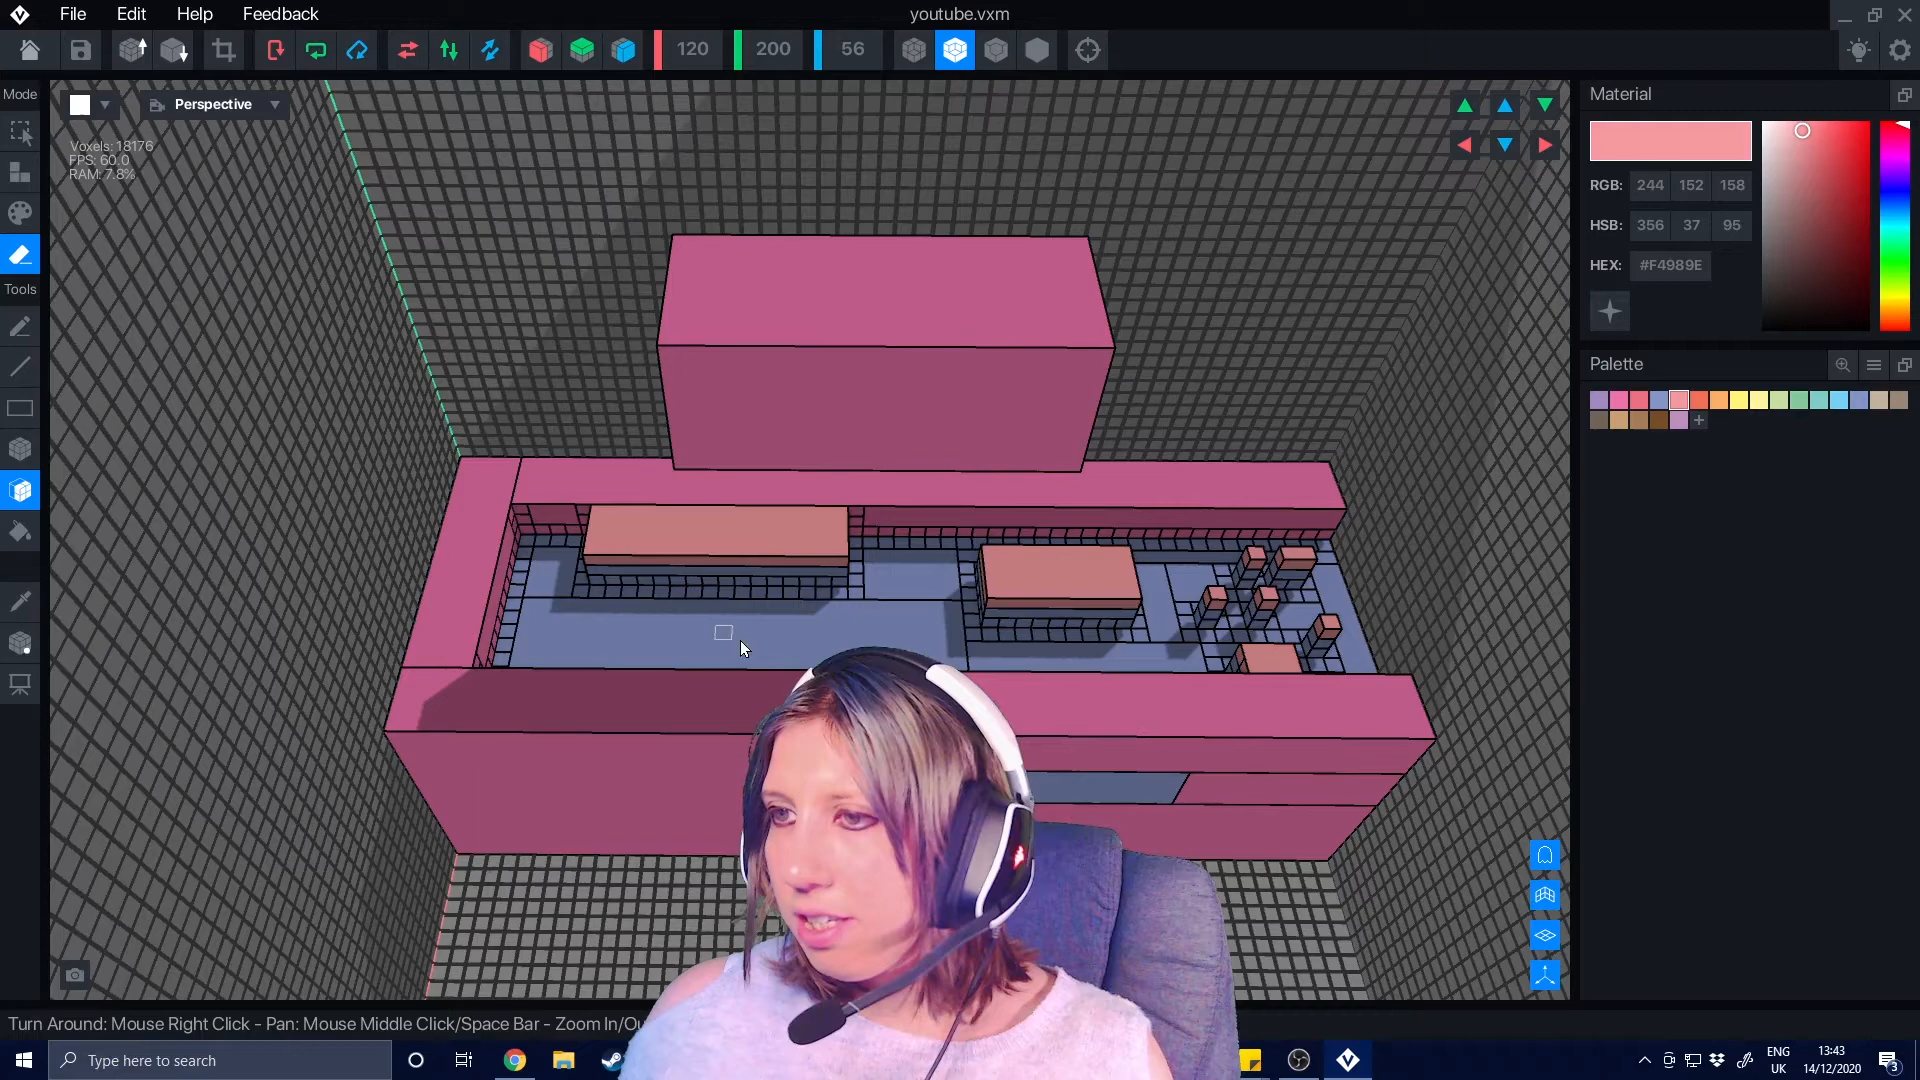 File Edit Help Feedback
youtube.vxm
120 200 56
Mode
Perspective
Voxels: 18176
FPS: 60.0
RAM: 7.8%
Tools
Material
RGB: 244 152 158
HSB: 356 37 95
HEX: #F4989E
Palette
Turn Around: Mouse Right Click - Pan: Mouse Middle Click/Space Bar - Zoom In/Ou
Type here to search
ENG
UK
13:43
14/12/2020
3